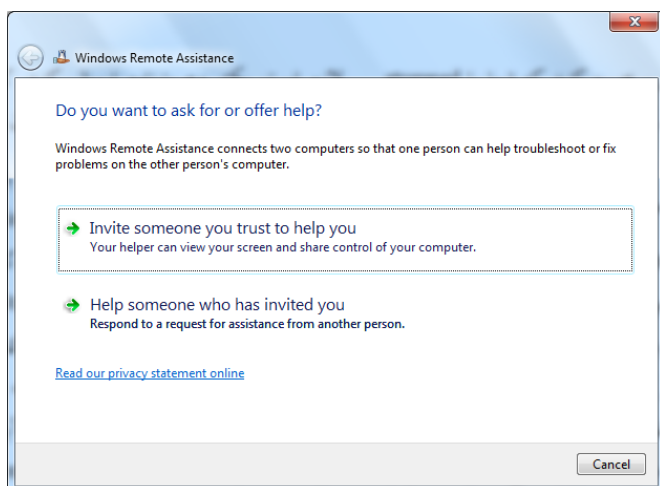 Windows Remote Assistance
Do you want to ask for or offer help?
Windows Remote Assistance connects two computers so that one person can help troubleshoot or fix
problems on the other person's computer.
Invite someone you trust to help you
Your helper can view your screen and share control of your computer.
Help someone who has invited you
Respond to a request for assistance from another person.
Read our privacy statement online
Cancel